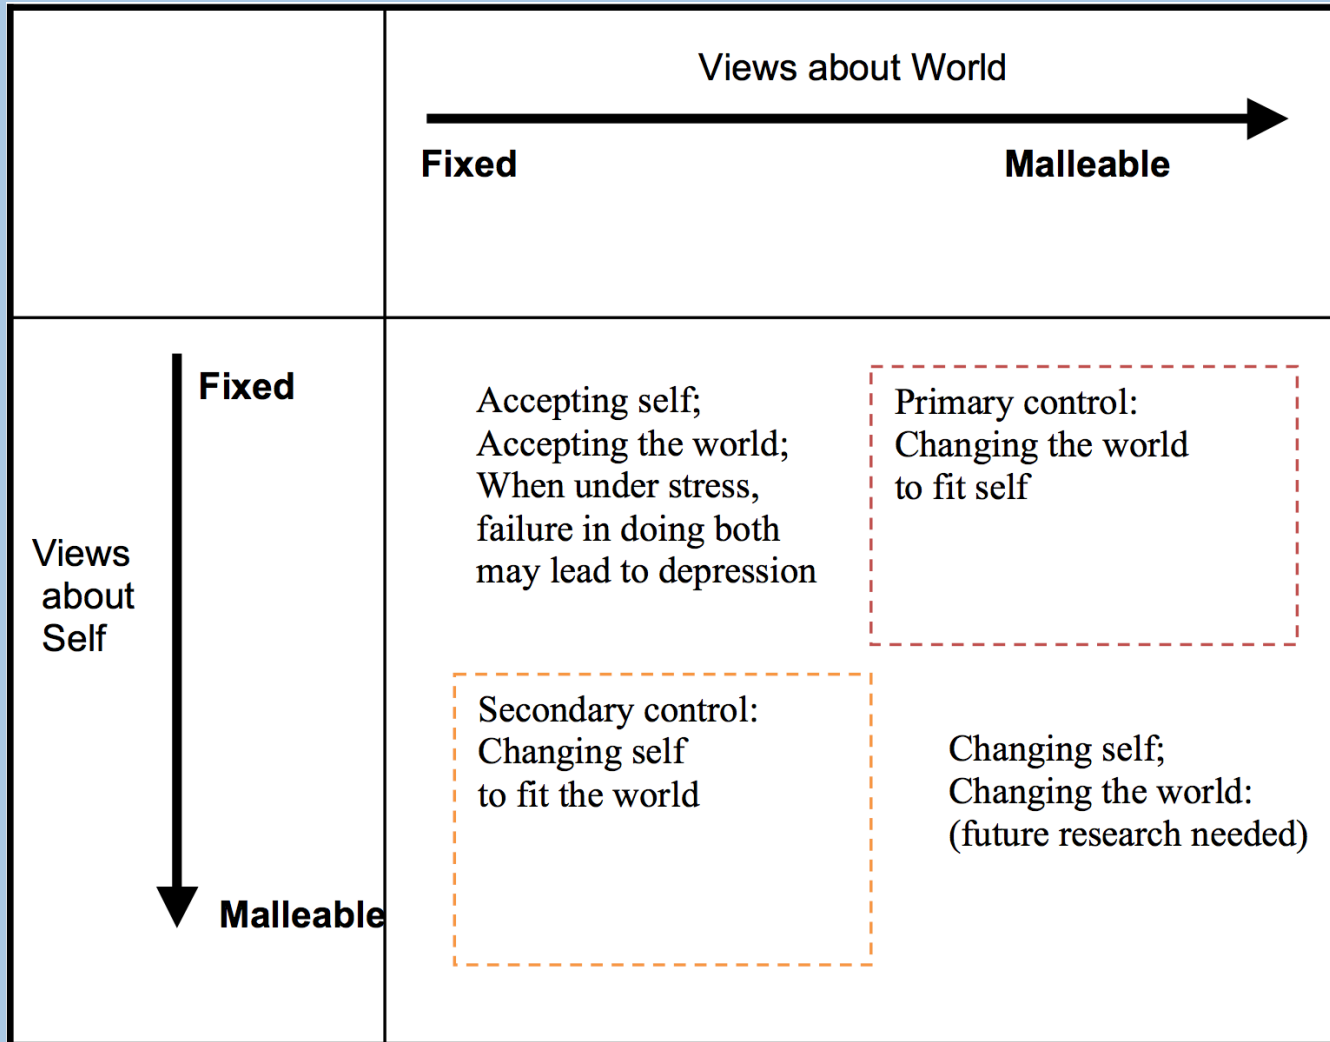 Views about World
Fixed
Malleable
Fixed
Views
about
Self
Malleable
Accepting self;
Accepting the world;
When under stress,
failure in doing both
may lead to depression
Primary control:
Changing the world
to fit self
Secondary control:
Changing self
to fit the world
Changing self;
Changing the world:
(future research needed)